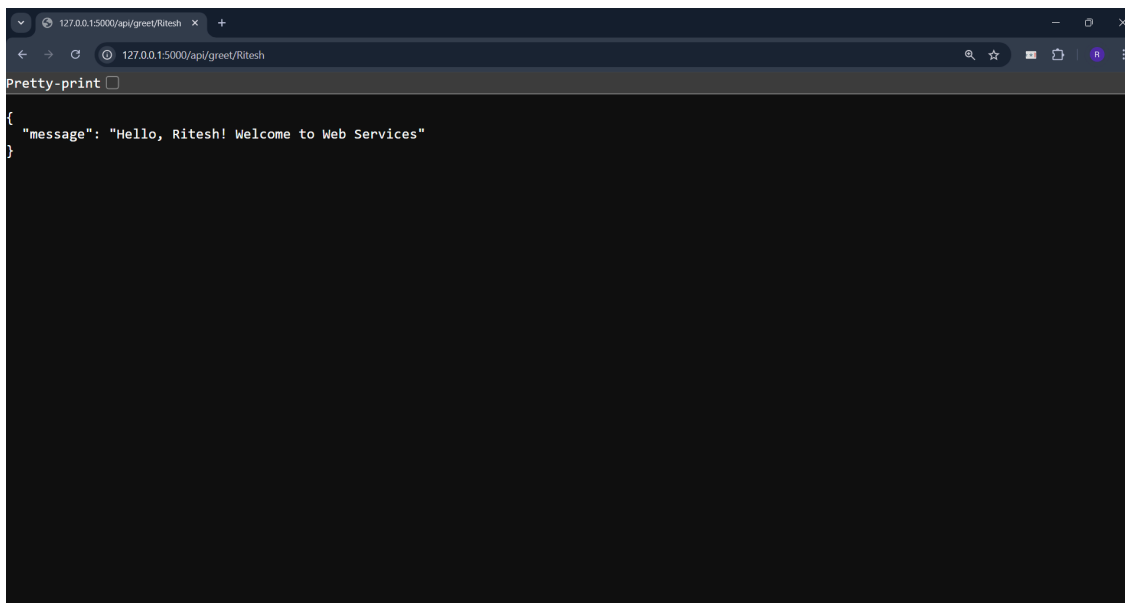 127.0.0.1:5000/api/greet/Ritesh
127.0.0.1:5000/api/greet/Ritesh
R
Pretty-print
{
"message": "Hello, Ritesh! Welcome to Web Services"
}